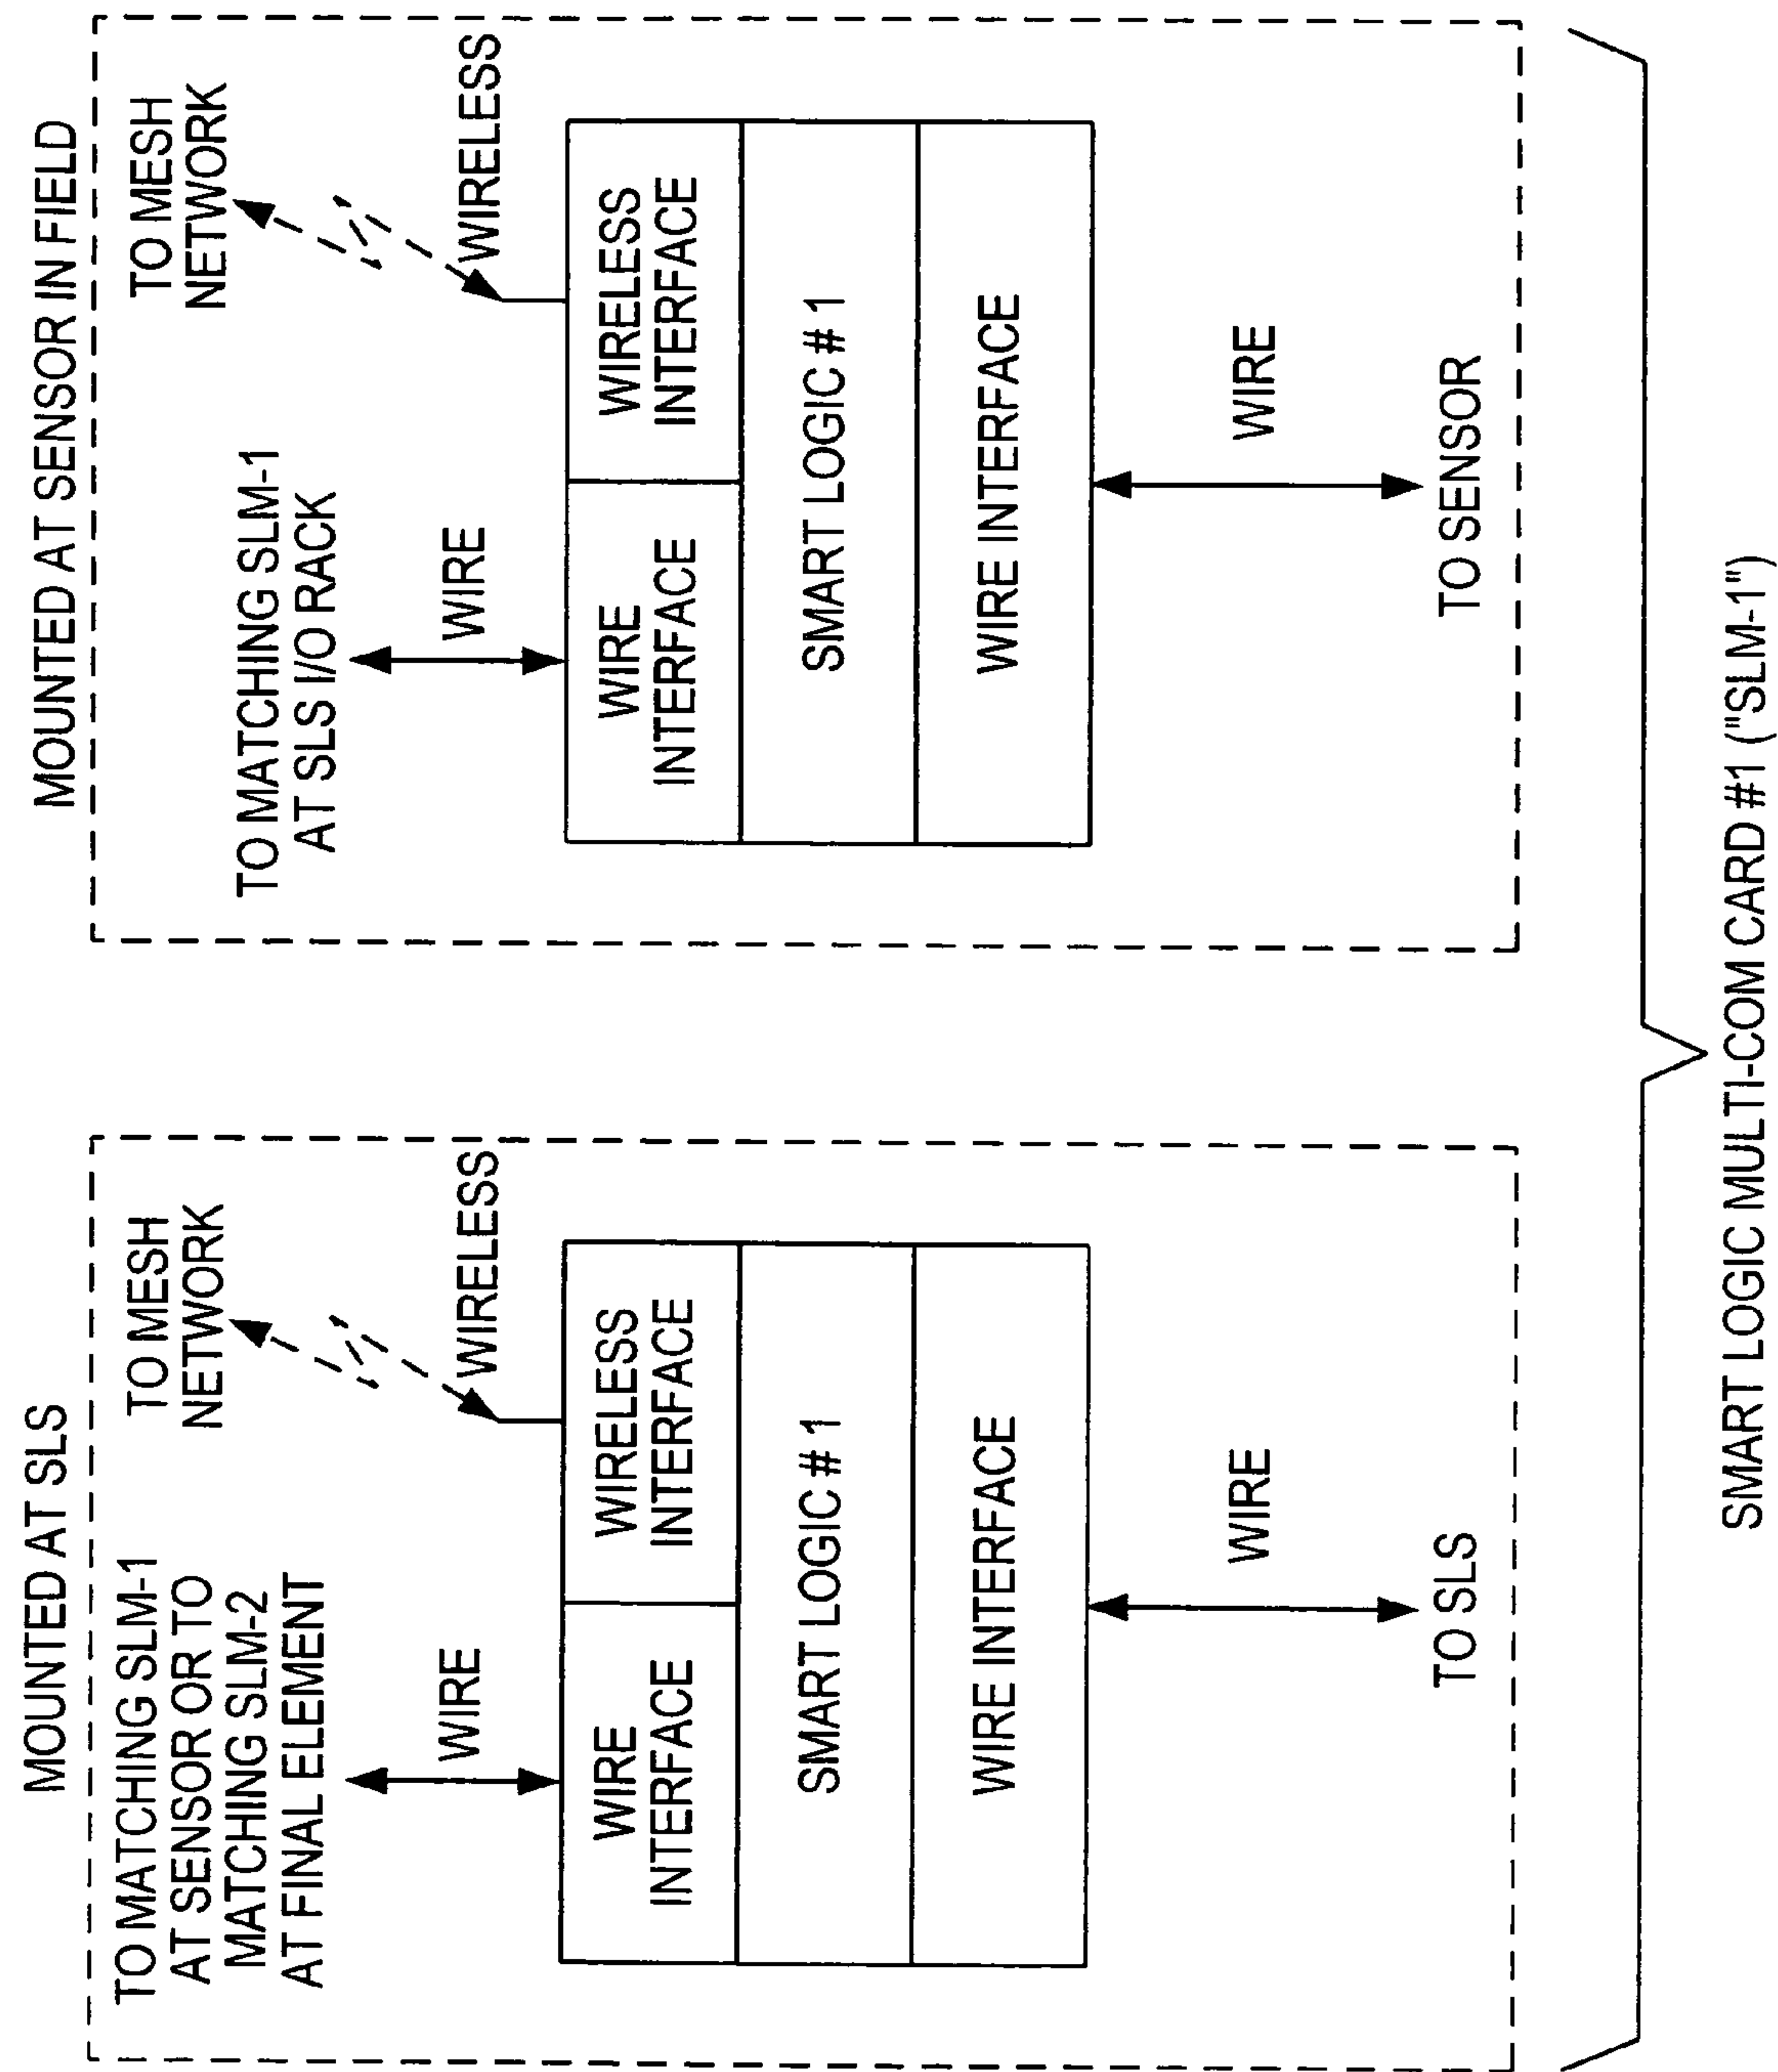 MOUNTED AT SLS
TO MATCHING SLM-1
AT SENSOR OR TO
MATCHING SLM-2
AT FINAL ELEMENT
TO MESH
NETWORK
WIRE
WIRELESS
WIRE
INTERFACE
WIRELESS
INTERFACE
SMART LOGIC # 1
WIRE INTERFACE
WIRE
TO SLS
MOUNTED AT SENSOR IN FIELD
TO MATCHING SLM-1
AT SLS I/O RACK
TO MESH
NETWORK
WIRE
WIRELESS
WIRE
INTERFACE
WIRELESS
INTERFACE
SMART LOGIC # 1
WIRE INTERFACE
WIRE
TO SENSOR
SMART LOGIC MULTI-COM CARD #1 ("SLM-1")